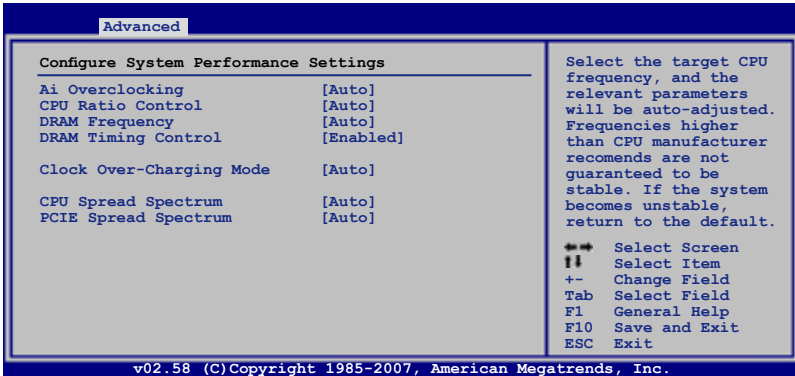 Advanced
Configure System Performance Settings
Ai Overclocking [Auto]
CPU Ratio Control [Auto]
DRAM Frequency [Auto]
DRAM Timing Control [Enabled]
Clock Over-Charging Mode [Auto]
CPU Spread Spectrum [Auto]
PCIE Spread Spectrum [Auto]
Select the target CPU
frequency, and the
relevant parameters
will be auto-adjusted.
Frequencies higher
than CPU manufacturer
recomends are not
guaranteed to be
stable. If the system
becomes unstable,
return to the default.
←→ Select Screen
↑↓ Select Item
+- Change Field
Tab Select Field
F1 General Help
F10 Save and Exit
ESC Exit
v02.58 (C)Copyright 1985-2007, American Megatrends, Inc.